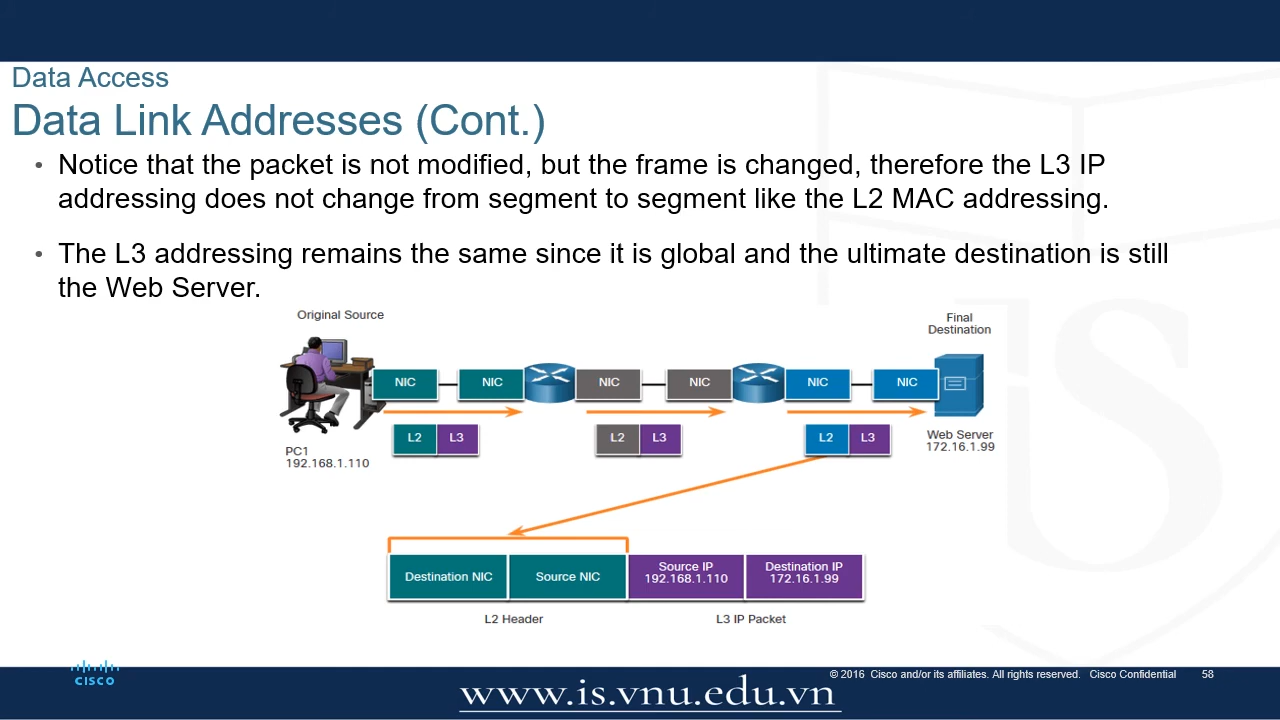 Data Access
Data Link Addresses (Cont.)
• Notice that the packet is not modified, but the frame is changed, therefore the L3 IP
addressing does not change from segment to segment like the L2 MAC addressing.
• The L3 addressing remains the same since it is global and the ultimate destination is still
the Web Server.
Original Source
Final
Destination
NIC NIC NIC NIC NIC NIC
L2 L3 L2 L3 L2 L3
PC1
192.168.1.110
Web Server
172.16.1.99
Destination NIC
Source NIC
Source IP
192.168.1.110
Destination IP
172.16.1.99
L2 Header
L3 IP Packet
CISCO
© 2016 Cisco and/or its affiliates. All rights reserved. Cisco Confidential 58
www.is.vnu.edu.vn